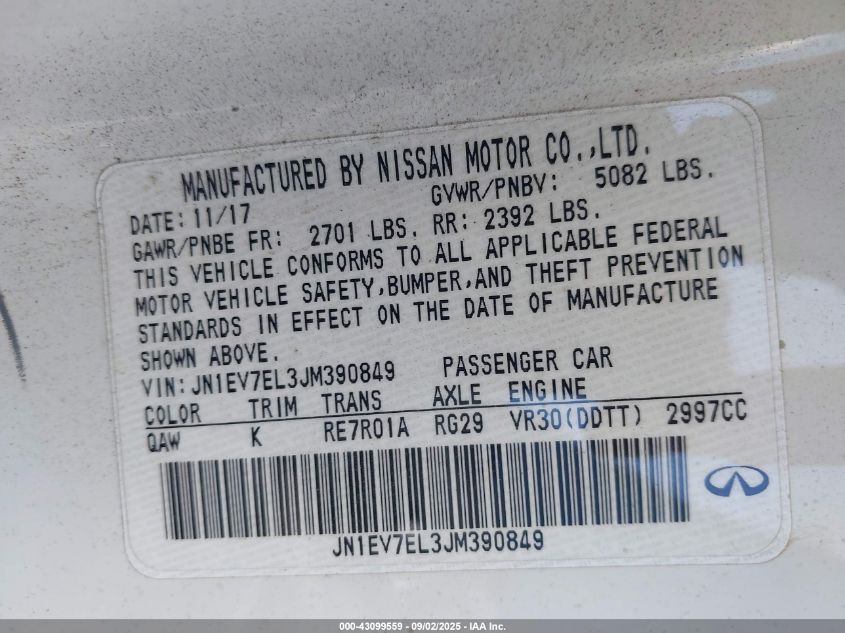 MANUFACTURED BY NISSAN MOTOR CO.,LTD.
DATE: 11/17 GVWR/PNBV: 5082 LBS.
GAWR/PNBE FR: 2701 LBS. RR: 2392 LBS.
THIS VEHICLE CONFORMS TO ALL APPLICABLE FEDERAL
MOTOR VEHICLE SAFETY,BUMPER,AND THEFT PREVENTION
STANDARDS IN EFFECT ON THE DATE OF MANUFACTURE
SHOWN ABOVE.
VIN: JN1EV7EL3JM390849 PASSENGER CAR
COLOR TRIM TRANS AXLE ENGINE
QAW K RE7R01A RG29 VR30(DDTT) 2997CC
JN1EV7EL3JM390849
000-43099559 - 09/02/2025 - IAA Inc.